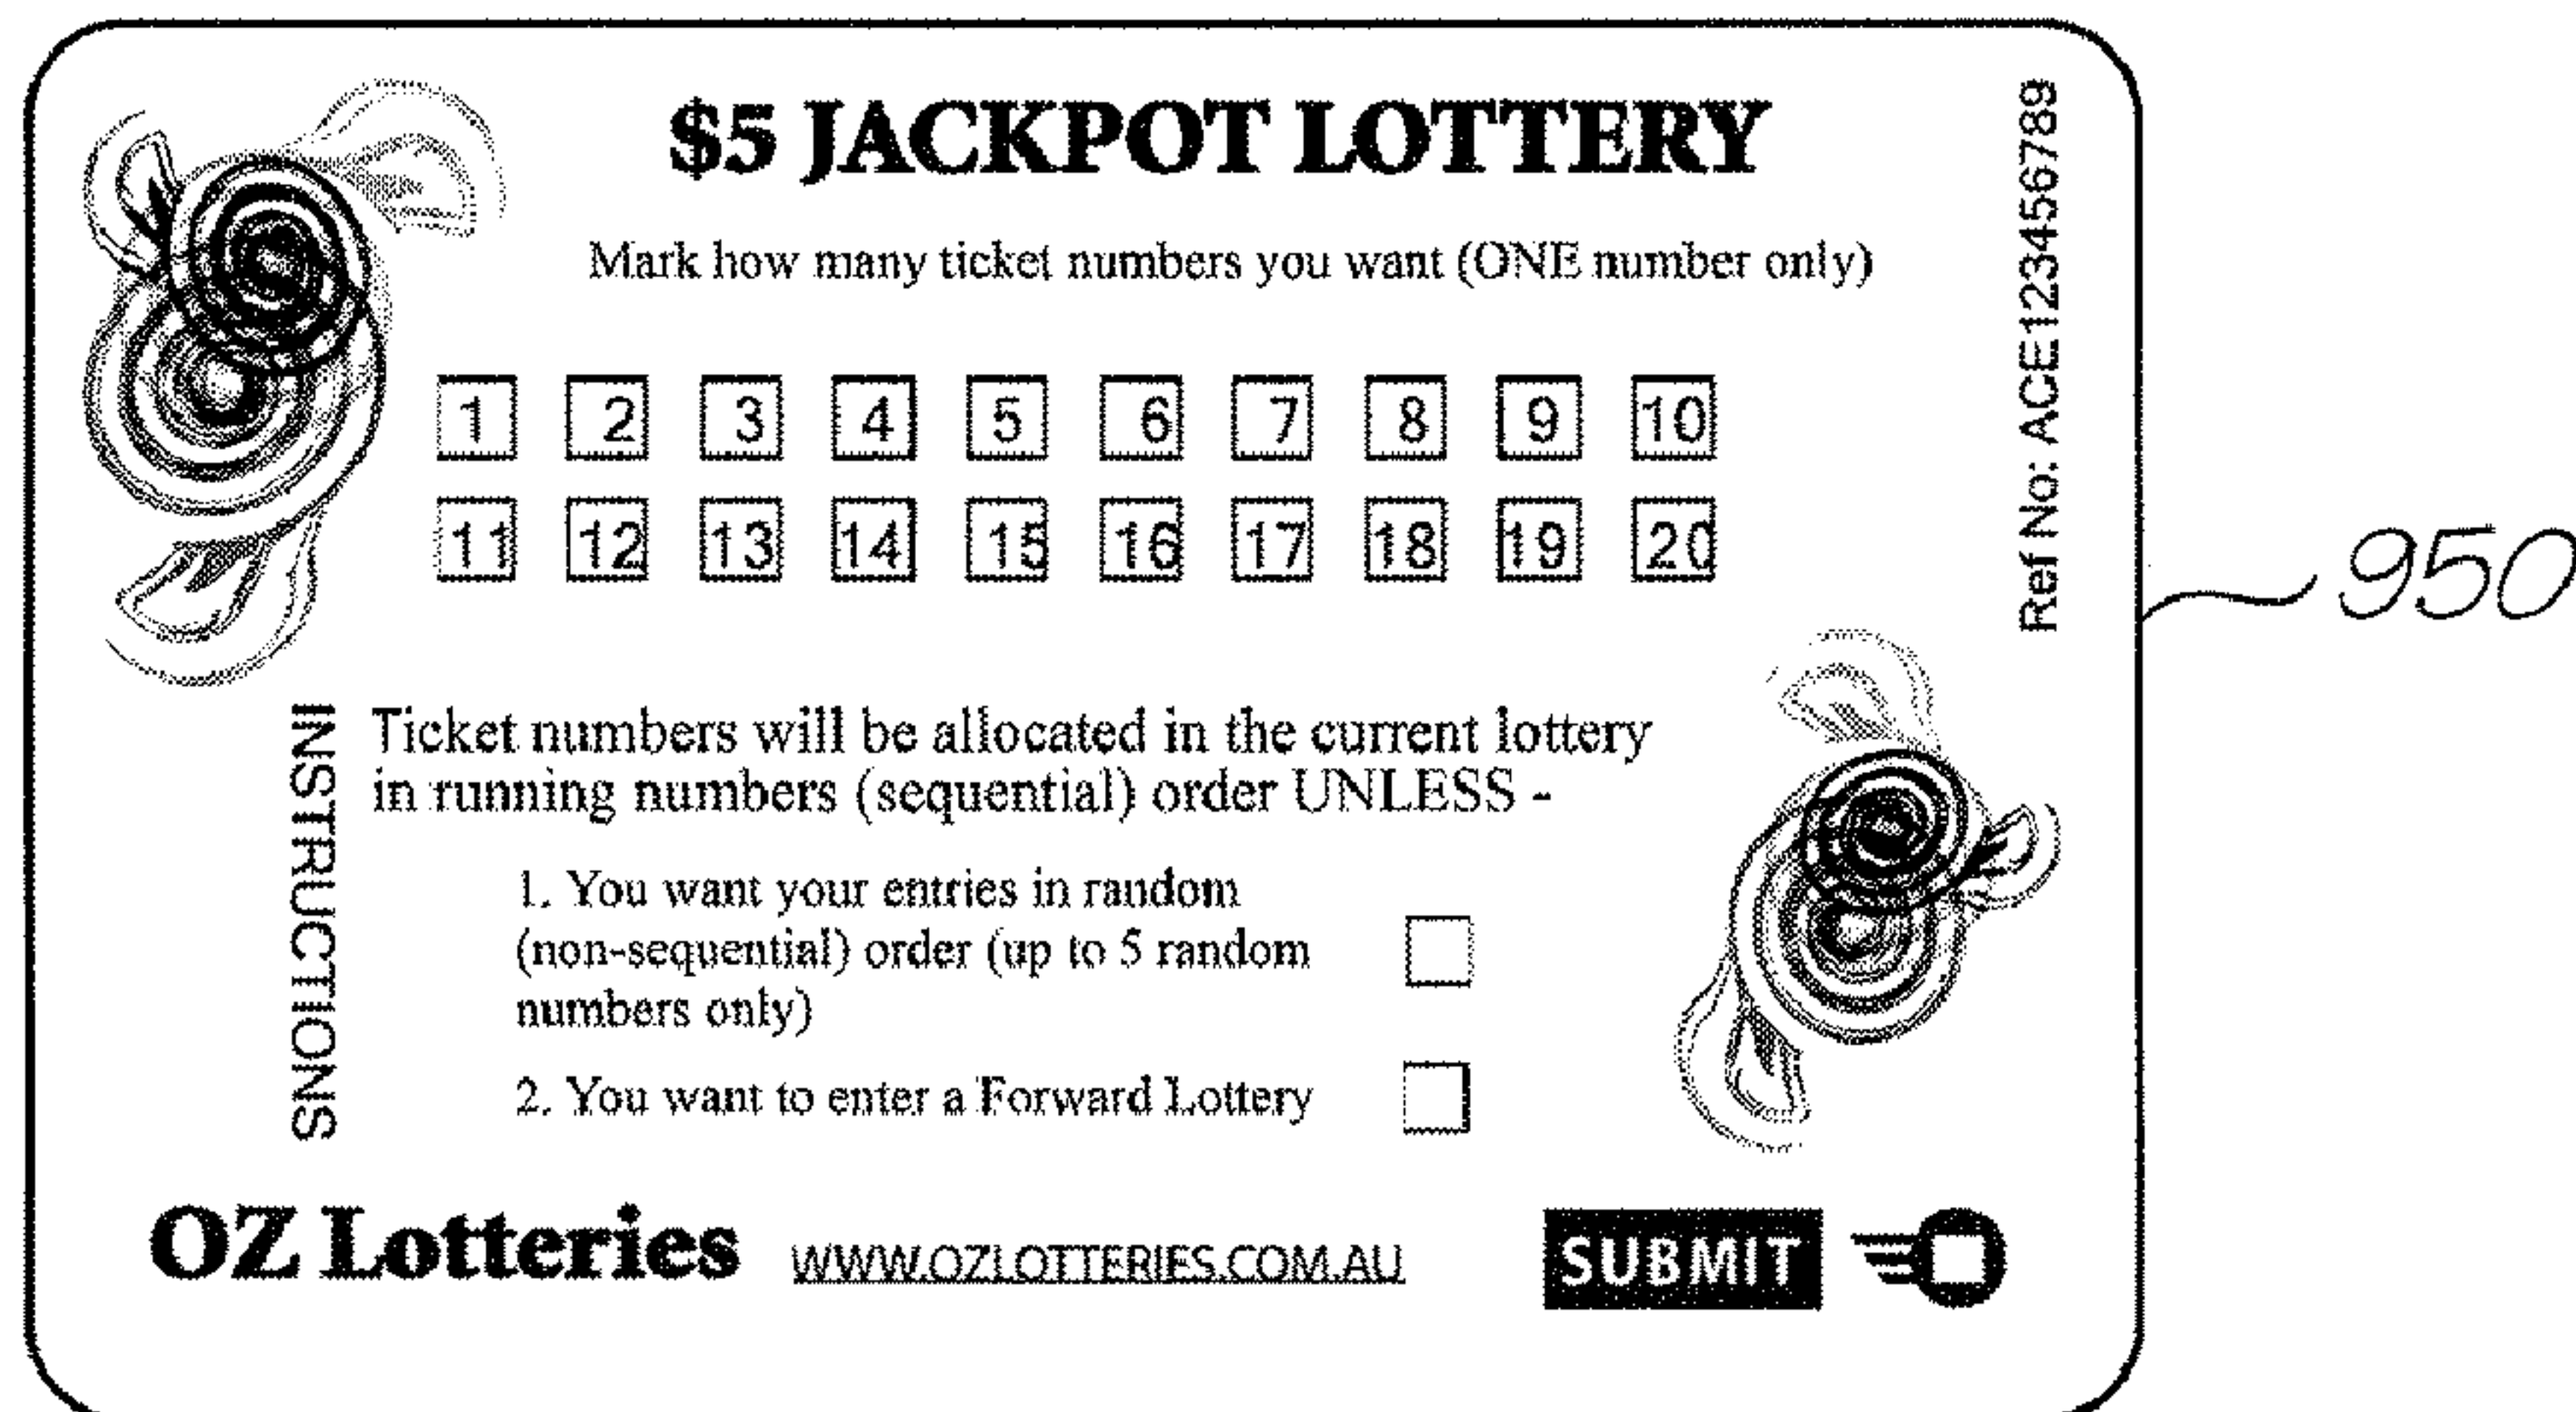 $5 JACKPOT LOTTERY
Mark how many ticket numbers you want (ONE number only)
1 2 3 4 5 6 7 8 9 10
11 12 13 14 15 16 17 18 19 20
Ref No: ACE123456789
950
INSTRUCTIONS
Ticket numbers will be allocated in the current lottery
in running numbers (sequential) order UNLESS -
1. You want your entries in random
(non-sequential) order (up to 5 random
numbers only)
2. You want to enter a Forward Lottery
OZ Lotteries
WWW.OZLOTTERIES.COM.AU
SUBMIT